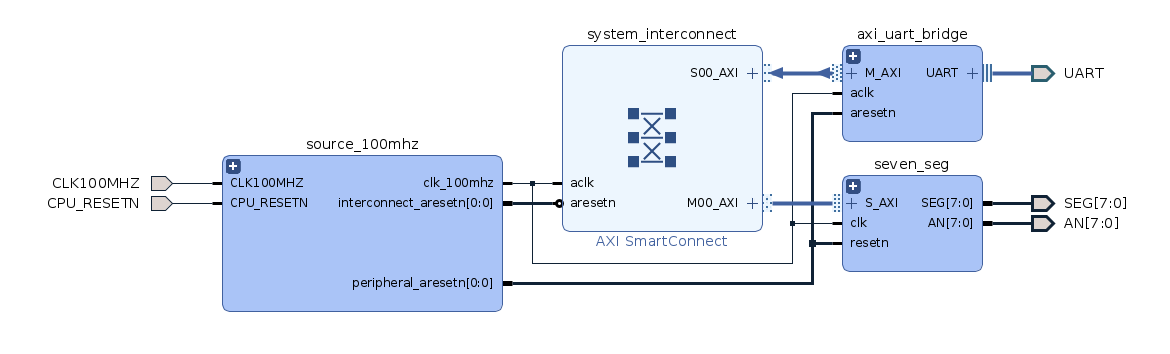 system_interconnect
S00_AXI
aclk
aresetn
M00_AXI
AXI SmartConnect
axi_uart_bridge
M_AXI
UART
aclk
aresetn
UART
source_100mhz
CLK100MHZ
CPU_RESETN
CLK100MHZ
CPU_RESETN
clk_100mhz
interconnect_aresetn[0:0]
peripheral_aresetn[0:0]
seven_seg
S_AXI
clk
resetn
SEG[7:0]
AN[7:0]
SEG[7:0]
AN[7:0]